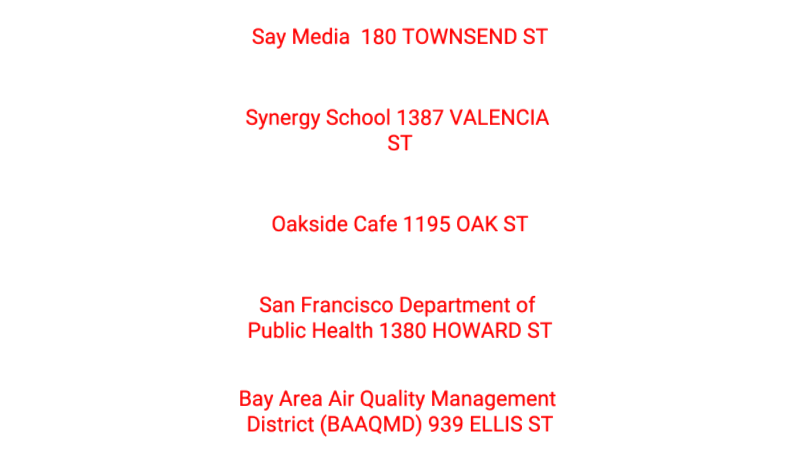 Say Media  180 TOWNSEND ST
Synergy School 1387 VALENCIA
ST
Oakside Cafe 1195 OAK ST
San Francisco Department of
Public Health 1380 HOWARD ST
Bay Area Air Quality Management
District (BAAQMD) 939 ELLIS ST